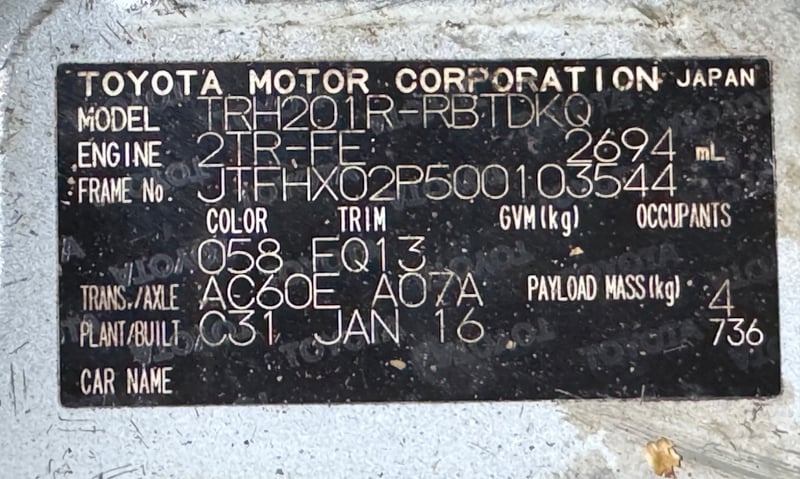 TOYOTA MOTOR CORPORATION JAPAN
MODEL TRH201R-RBTDKQ
ENGINE 2TR-FE: 2694 mL
FRAME No. JTFHX02P500103544
COLOR TRIM GVM(kg) OCCUPANTS
058 EQ13
TRANS./AXLE AC60E A07A PAYLOAD MASS(kg) 4
PLANT/BUILT C31 JAN 16 736
CAR NAME